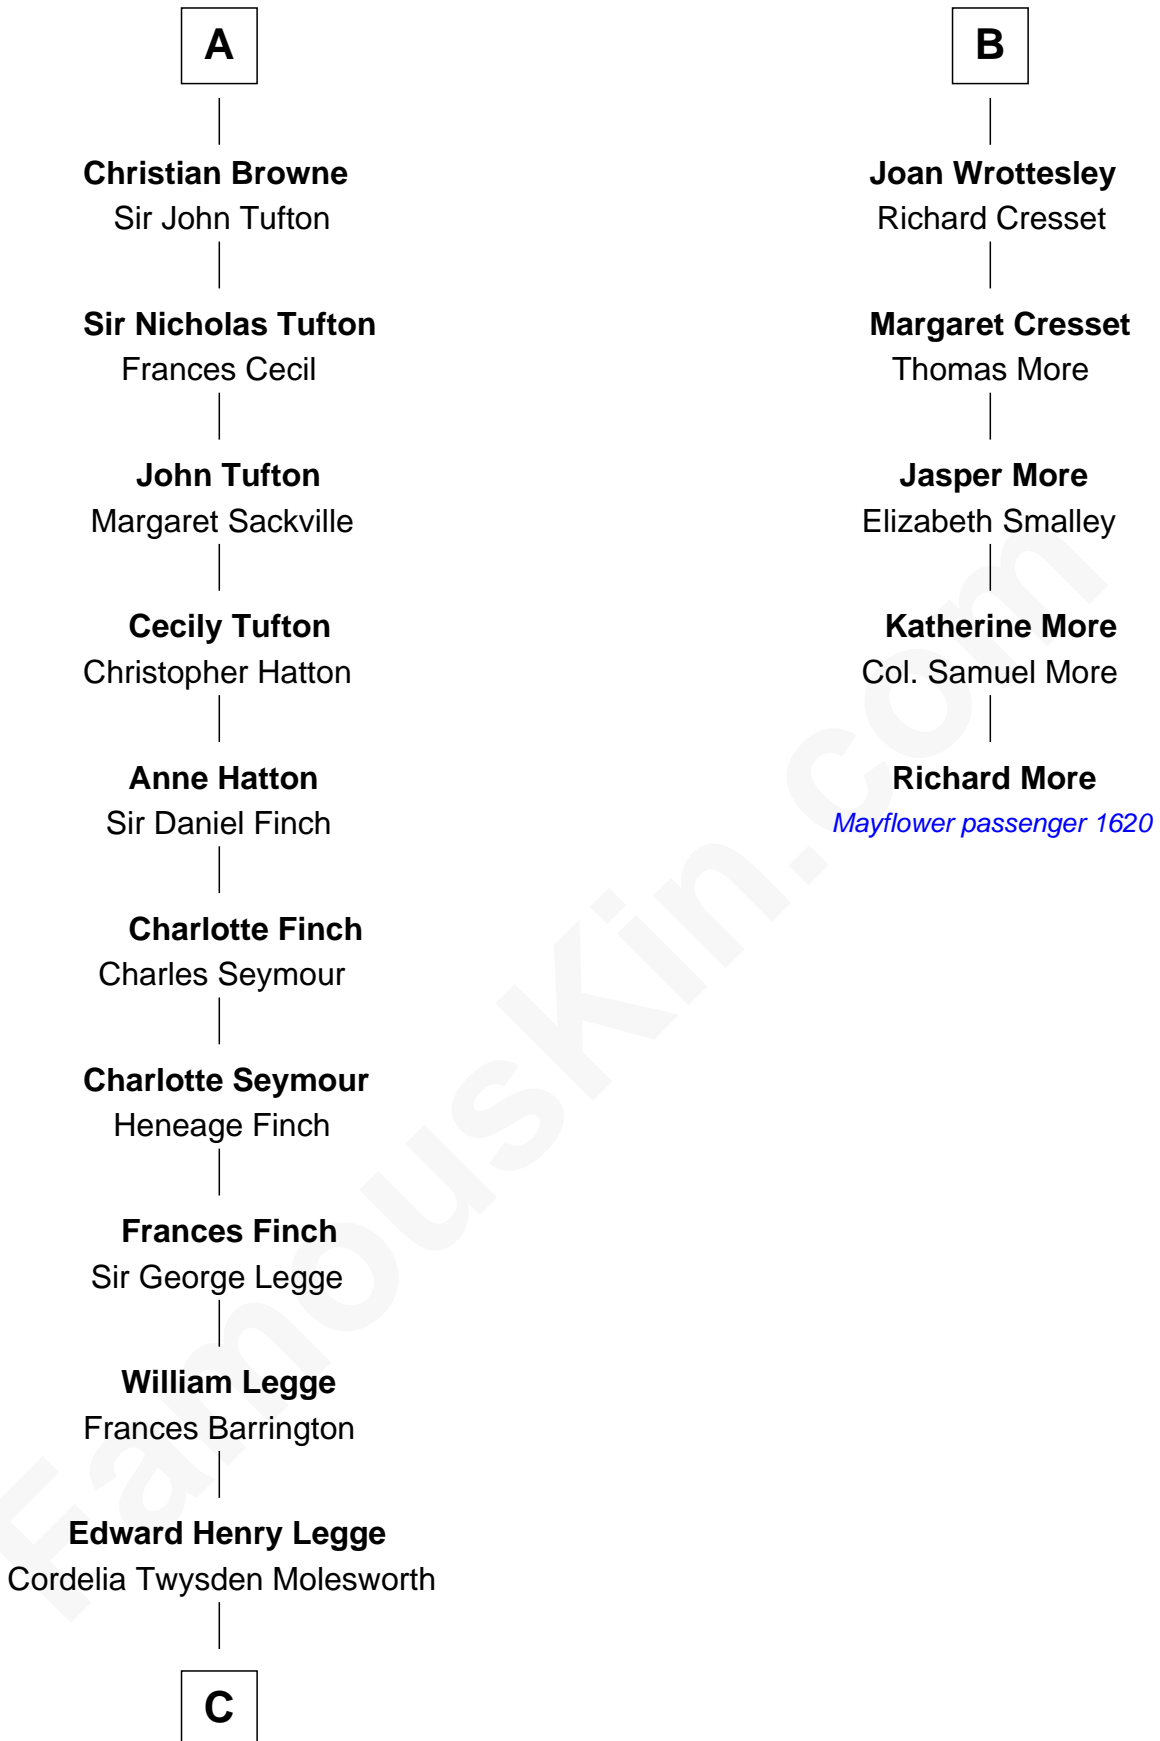 A
Christian Browne
Sir John Tufton
Sir Nicholas Tufton
Frances Cecil
John Tufton
Margaret Sackville
Cecily Tufton
Christopher Hatton
Anne Hatton
Sir Daniel Finch
Charlotte Finch
Charles Seymour
Charlotte Seymour
Heneage Finch
Frances Finch
Sir George Legge
William Legge
Frances Barrington
Edward Henry Legge
Cordelia Twysden Molesworth
C
B
Joan Wrottesley
Richard Cresset
Margaret Cresset
Thomas More
Jasper More
Elizabeth Smalley
Katherine More
Col. Samuel More
Richard More
Mayflower passenger 1620
FamousKin.com